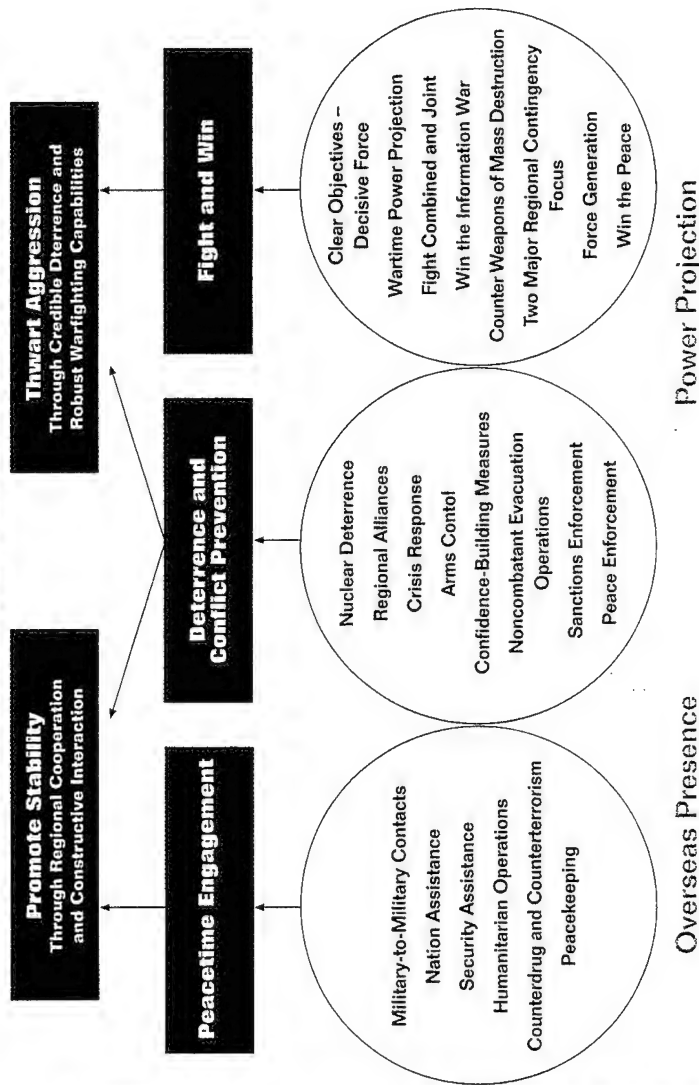 Promote Stability
Through Regional Cooperation
and Constructive Interaction
Thwart Aggression
Through Credible Dterrence and
Robust Warfighting Capabilities
Peacetime Engagement
Deterrence and
Conflict Prevention
Fight and Win
Military-to-Military Contacts
Nation Assistance
Security Assistance
Humanitarian Operations
Counterdrug and Counterterrorism
Peacekeeping
Nuclear Deterrence
Regional Alliances
Crisis Response
Arms Contol
Confidence-Building Measures
Noncombatant Evacuation
Operations
Sanctions Enforcement
Peace Enforcement
Clear Objectives –
Decisive Force
Wartime Power Projection
Fight Combined and Joint
Win the Information War
Counter Weapons of Mass Destruction
Two Major Regional Contingency
Focus
Force Generation
Win the Peace
Overseas Presence
Power Projection